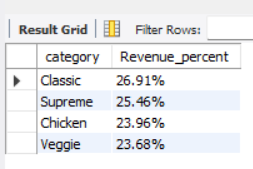 Result Grid Filter Rows:
category Revenue_percent
Classic 26.91%
Supreme 25.46%
Chicken 23.96%
Veggie 23.68%